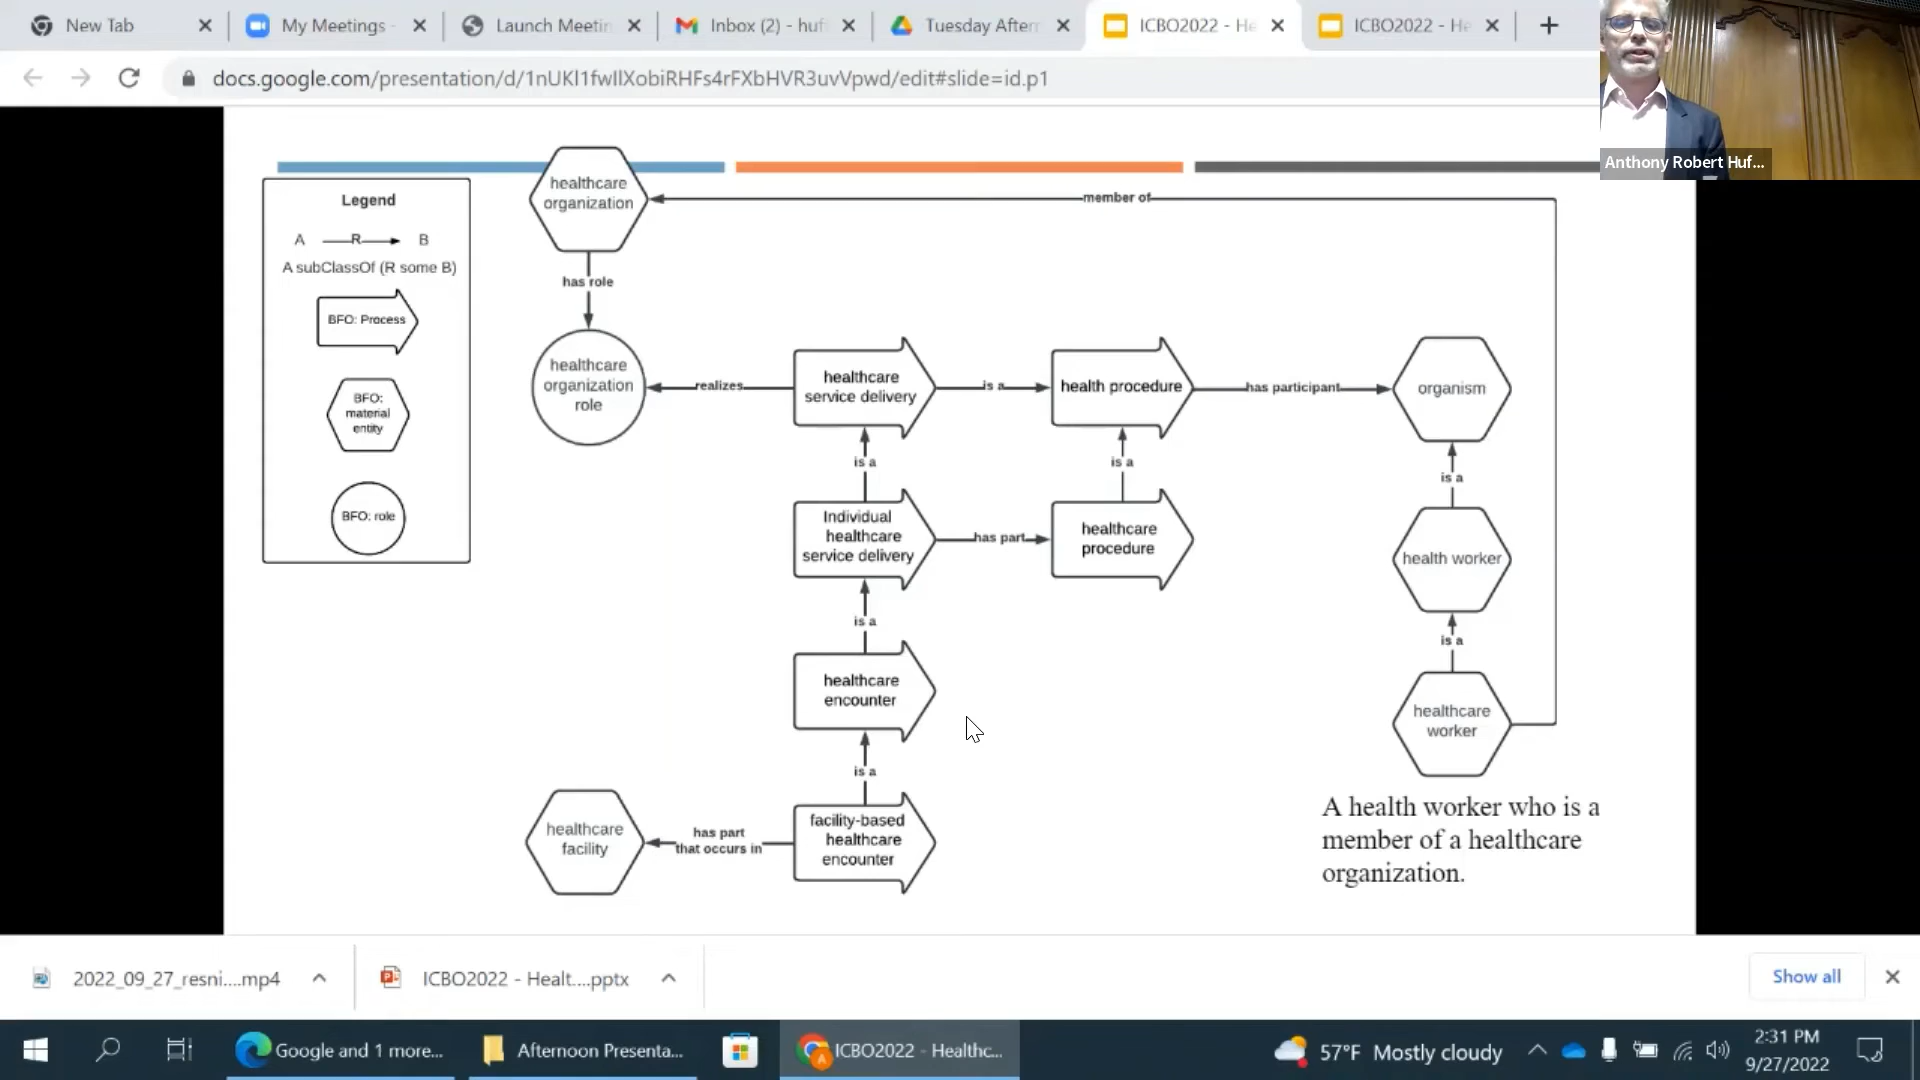 New Tab
My Meetings -
Launch Meetin
Inbox (2) - huf
Tuesday Aftern
ICBO2022 - He
ICBO2022 - He
docs.google.com/presentation/d/1nUKl1fwIlXobiRHFs4rFXbHVR3uvVpwd/edit#slide=id.p1
Anthony Robert Huf...
Legend
A R B
A subClassOf (R some B)
BFO: Process
BFO:
material
entity
BFO: role
healthcare
organization
member of
has role
healthcare
organization
role
realizes
healthcare
service delivery
is a
health procedure
has participant
organism
is a
is a
is a
Individual
healthcare
service delivery
has part
healthcare
procedure
health worker
is a
is a
healthcare
encounter
healthcare
worker
is a
healthcare
facility
has part
that occurs in
facility-based
healthcare
encounter
A health worker who is a
member of a healthcare
organization.
2022_09_27_resni....mp4
ICBO2022 - Healt....pptx
Show all
Google and 1 more...
Afternoon Presenta...
ICBO2022 - Healthc...
57°F Mostly cloudy
2:31 PM
9/27/2022